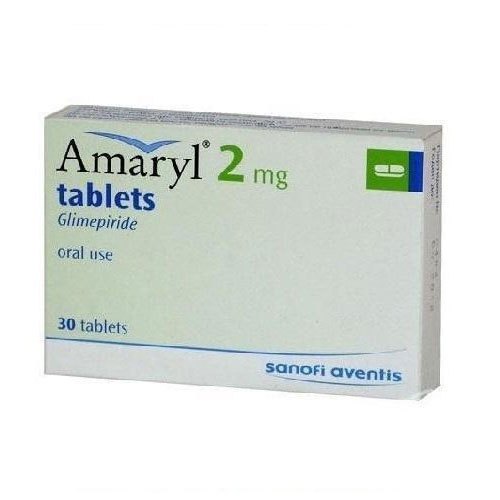 Amaryl® 2 mg
tablets
Glimepiride
oral use
30 tablets
sanofi aventis